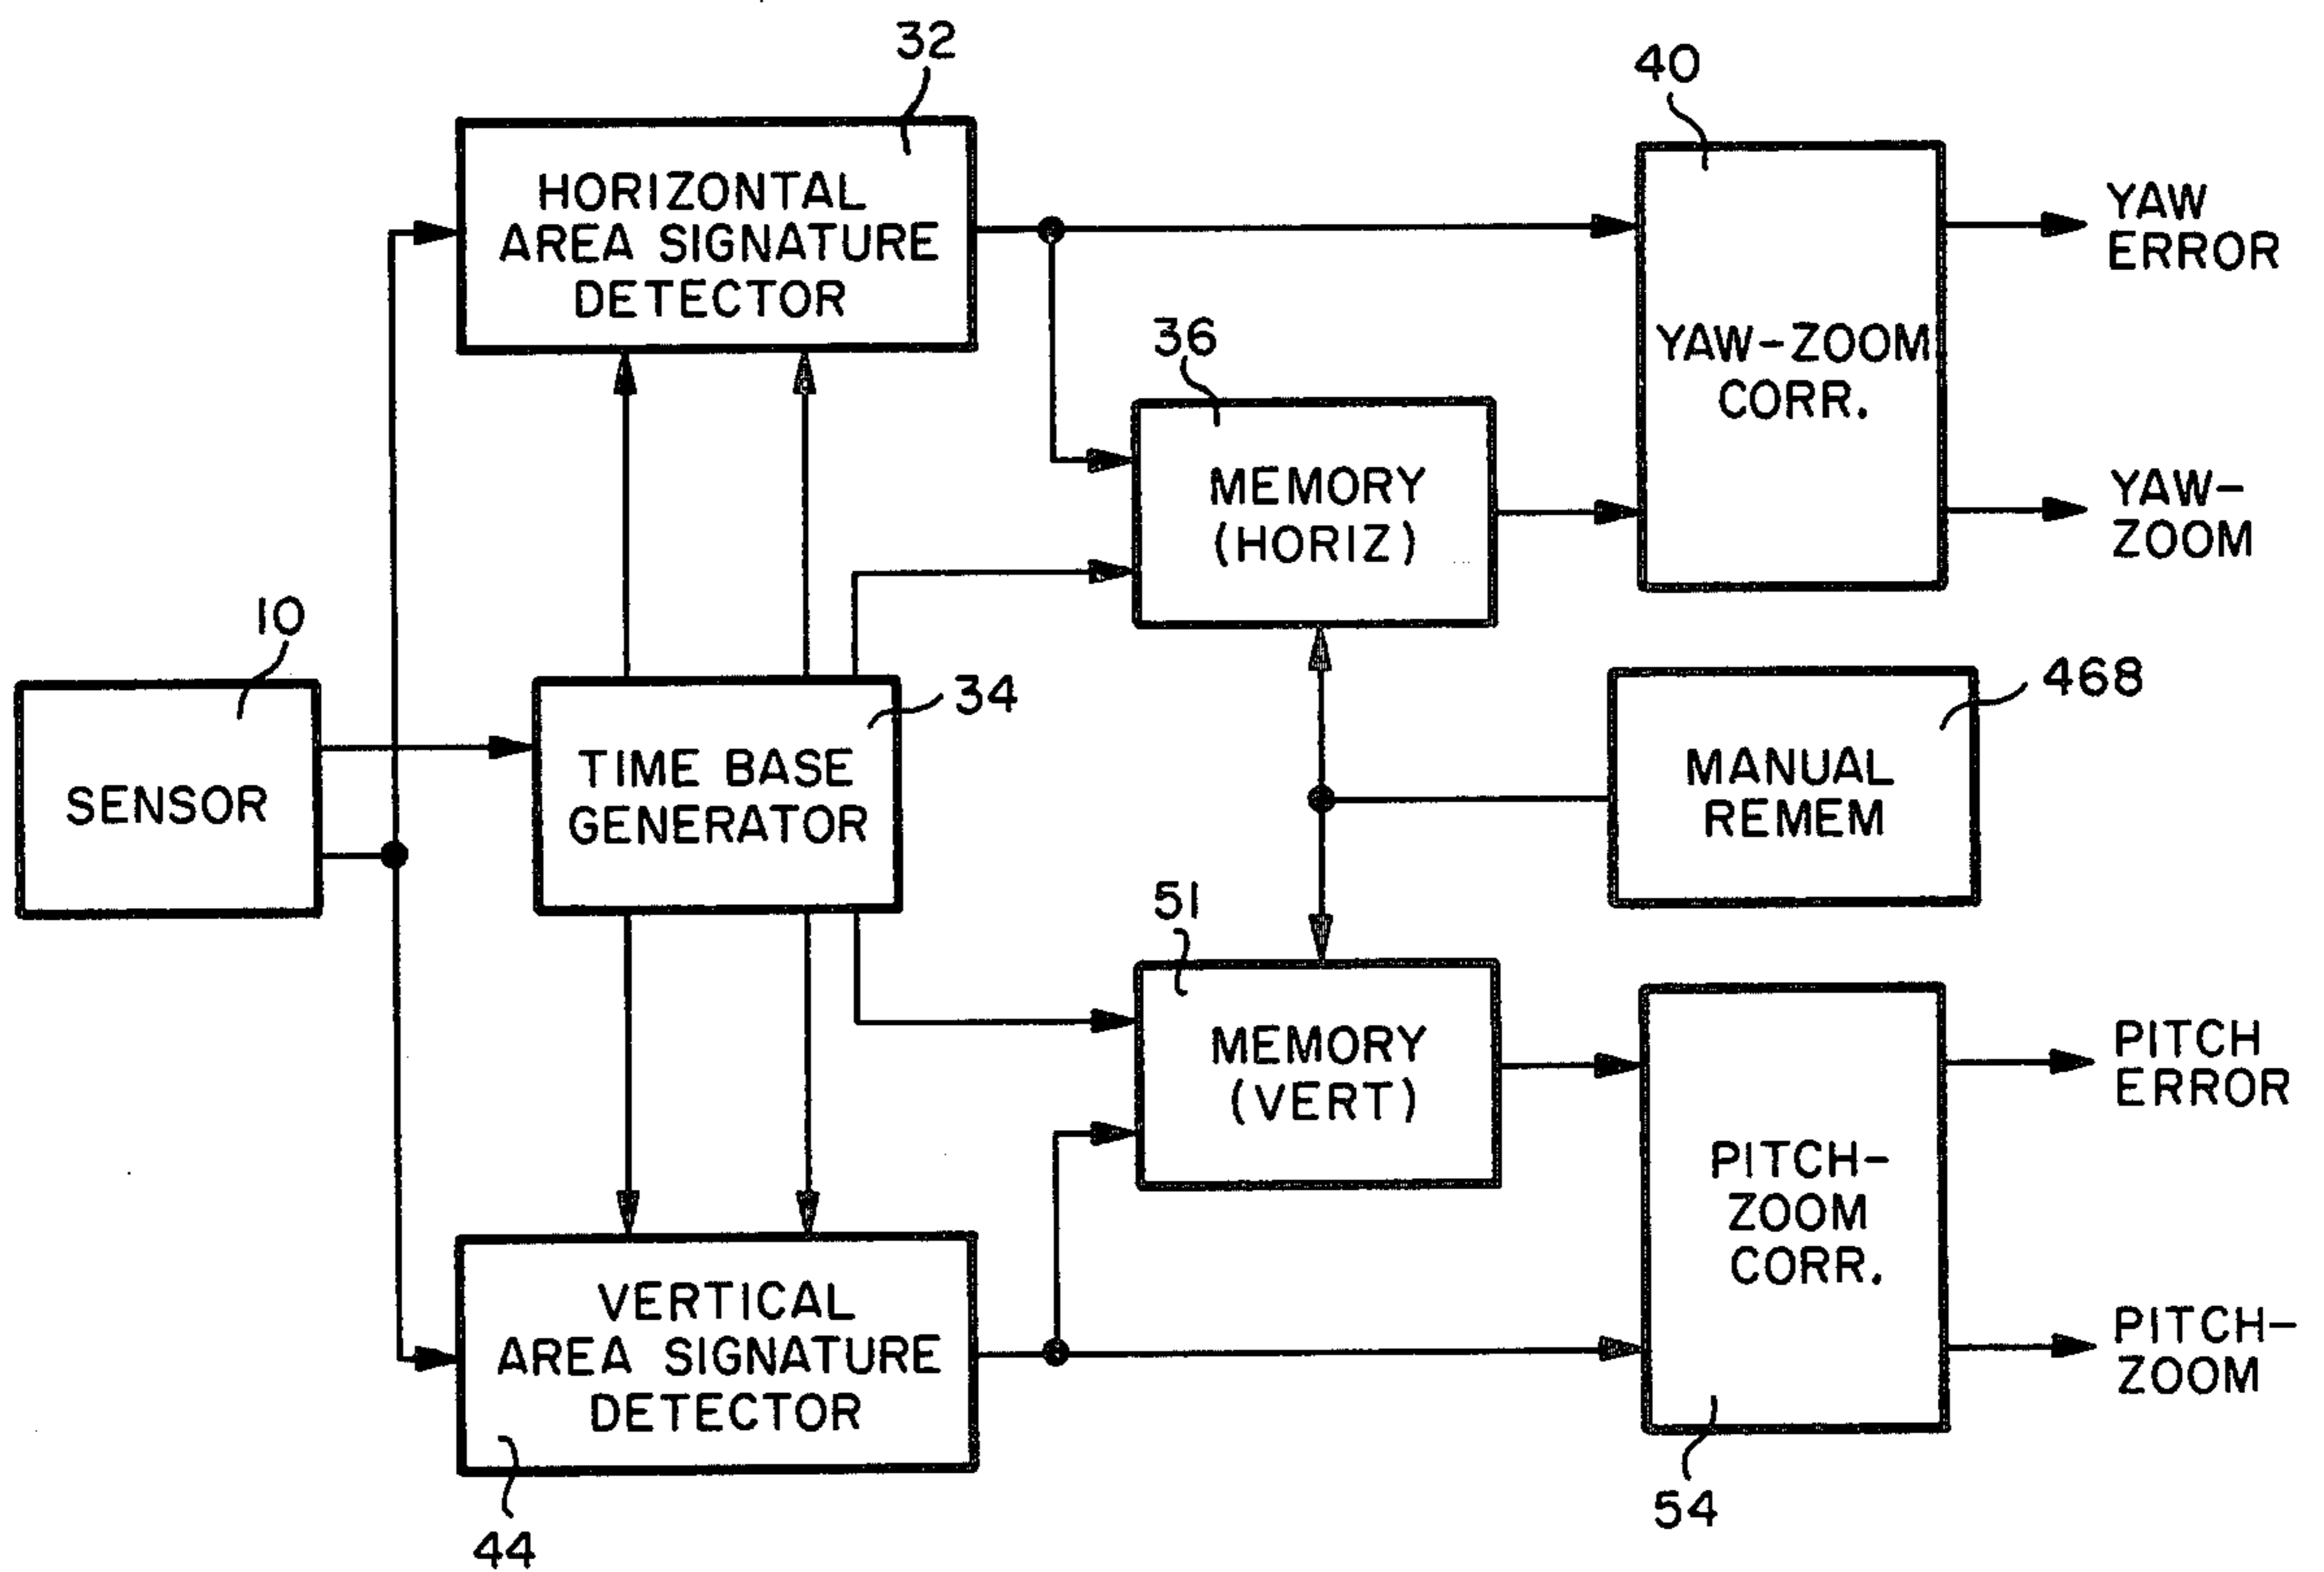 32
HORIZONTAL
AREA SIGNATURE
DETECTOR
40
YAW-ZOOM
CORR.
YAW
ERROR
YAW-
ZOOM
36
MEMORY
(HORIZ)
10
SENSOR
34
TIME BASE
GENERATOR
468
MANUAL
REMEM
51
MEMORY
(VERT)
PITCH-
ZOOM
CORR.
54
PITCH
ERROR
PITCH-
ZOOM
VERTICAL
AREA SIGNATURE
DETECTOR
44